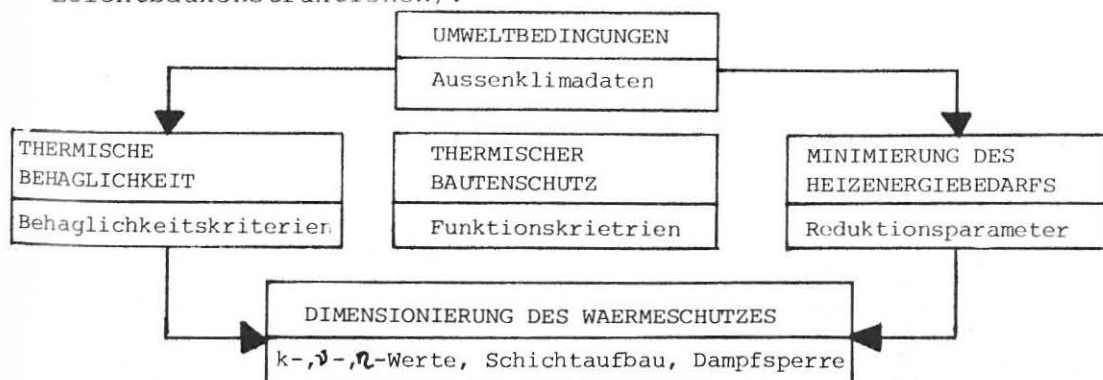 UMWELTBEDINGUNGEN
Aussenklimadaten
THERMISCHE
BEHAGLICHKEIT
Behaglichkeitskriterien
THERMISCHER
BAUTENSCHUTZ
Funktionskrietrien
MINIMIERUNG DES
HEIZENERGIEBEDARFS
Reduktionsparameter
DIMENSIONIERUNG DES WAERMESCHUTZES
k-,ν-,η-Werte, Schichtaufbau, Dampfsperre